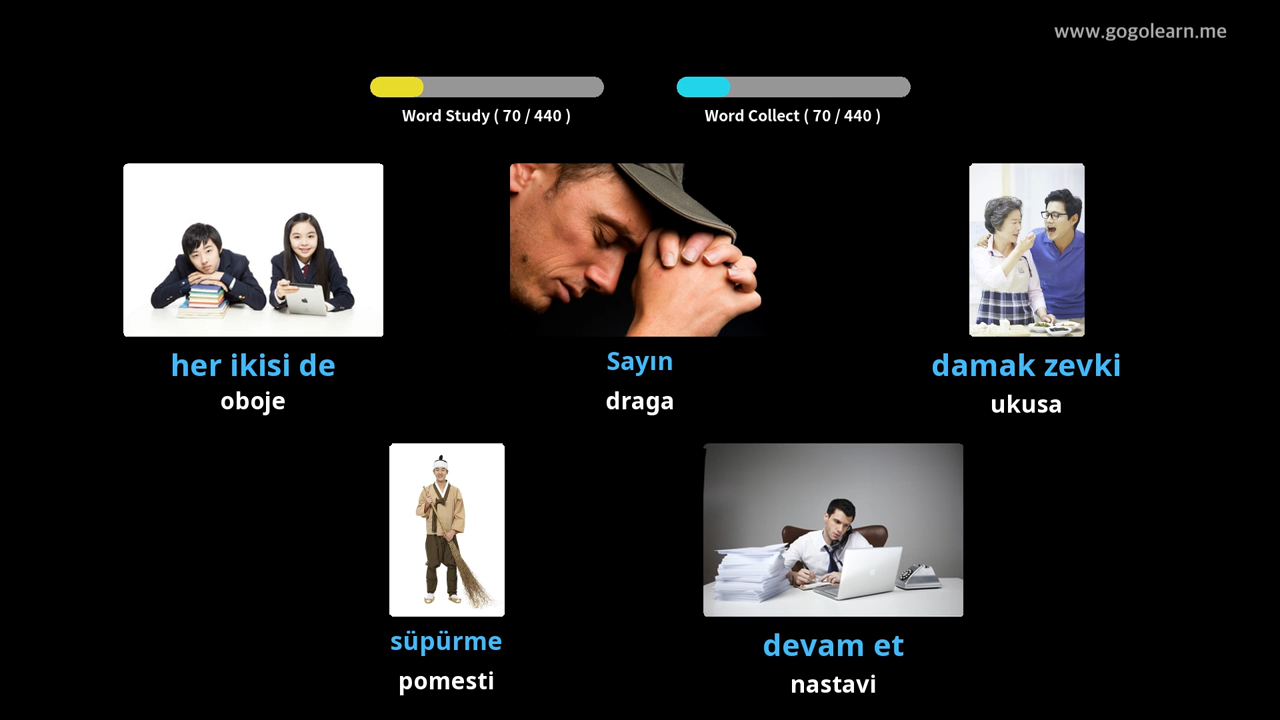 www.gogolearn.me
Word Study ( 70 / 440 )
Word Collect ( 70 / 440 )
her ikisi de
oboje
Sayın
draga
damak zevki
ukusa
süpürme
pomesti
devam et
nastavi